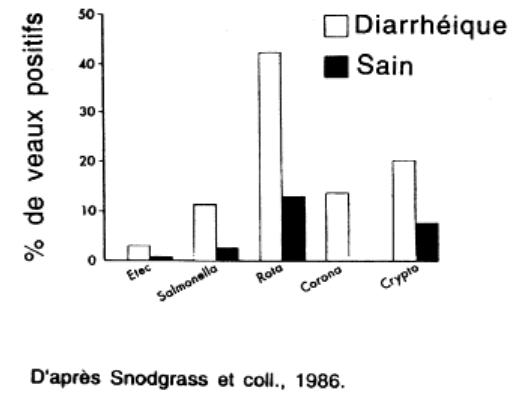 % de veaux positifs
50
40
30
20
10
0
Diarrhéique
Sain
Etec
Salmonella
Rota
Corona
Crypto
D'après Snodgrass et coll., 1986.